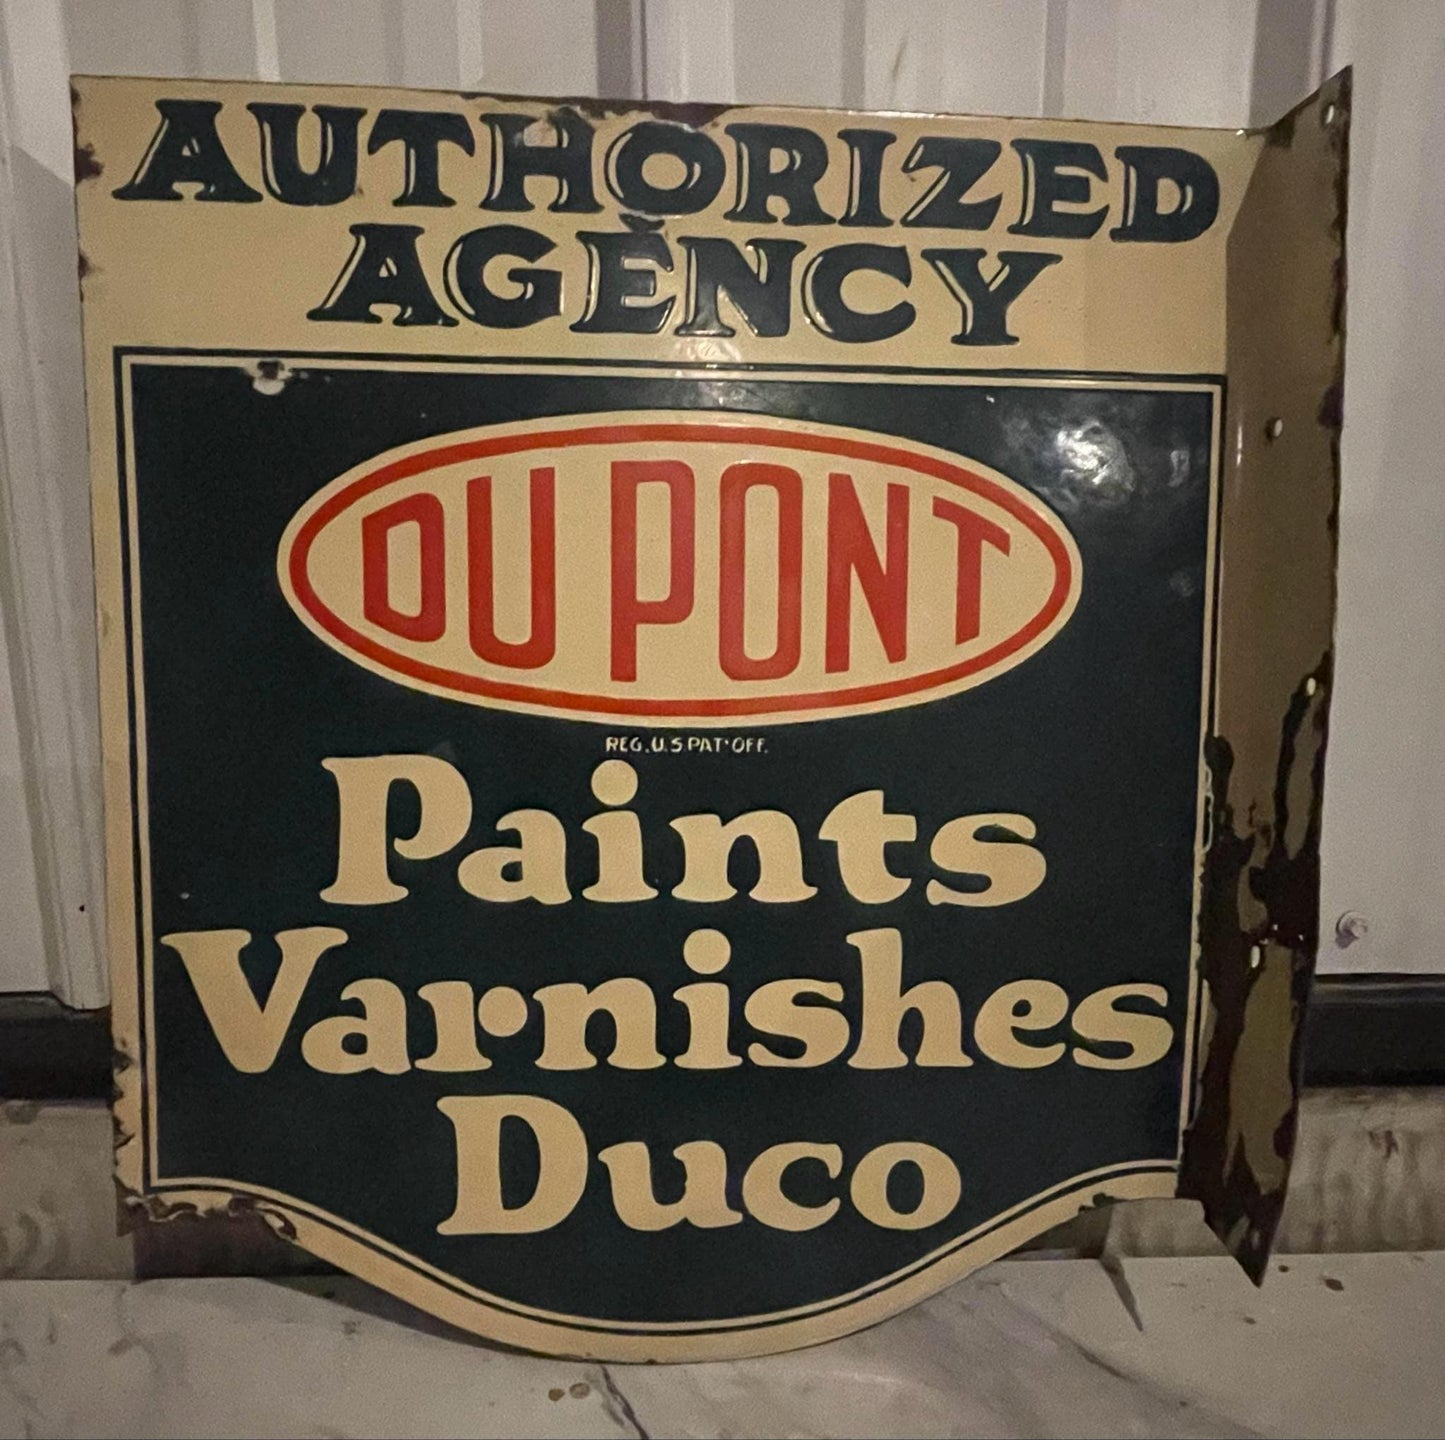 AUTHORIZED
AGENCY
DU PONT
REG. U. S PAT. OFF.
Paints
Varnishes
Duco